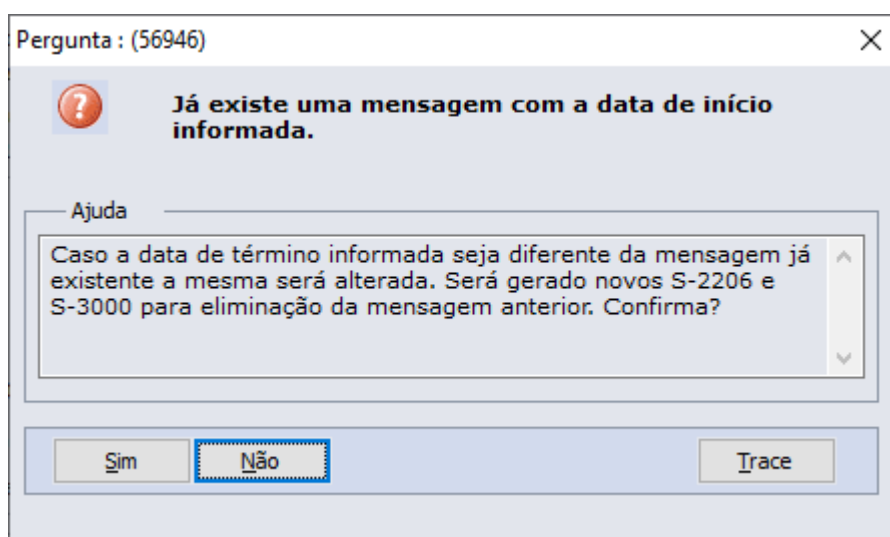 Pergunta : (56946)
Já existe uma mensagem com a data de início
informada.
Ajuda
Caso a data de término informada seja diferente da mensagem já
existente a mesma será alterada. Será gerado novos S-2206 e
S-3000 para eliminação da mensagem anterior. Confirma?
Sim Não Trace